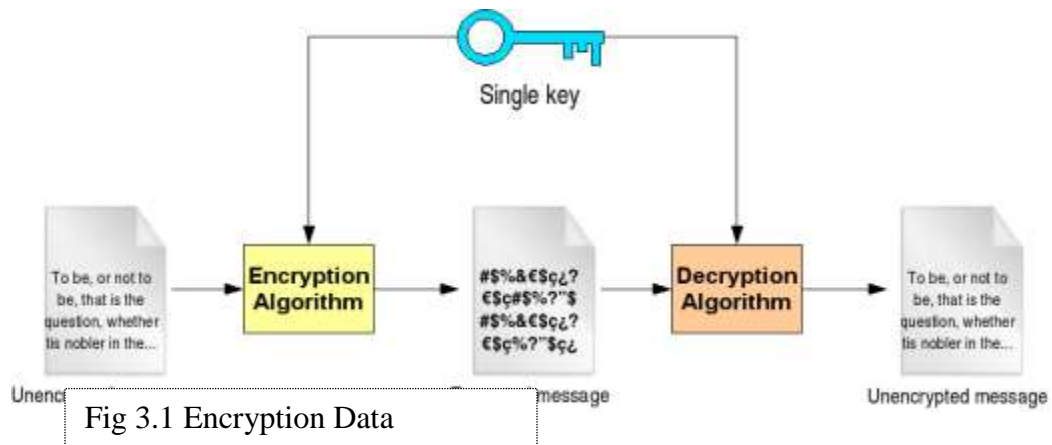 Single key
To be, or not to
be, that is the
question, whether
tis nobler in the...
Encryption
Algorithm
#$%&€$ç¿?
€$ç#$%?"$
#$%&€$ç¿?
€$ç%?"$ç¿
Decryption
Algorithm
To be, or not to
be, that is the
question, whether
tis nobler in the...
message
Unencrypted message
Fig 3.1 Encryption Data